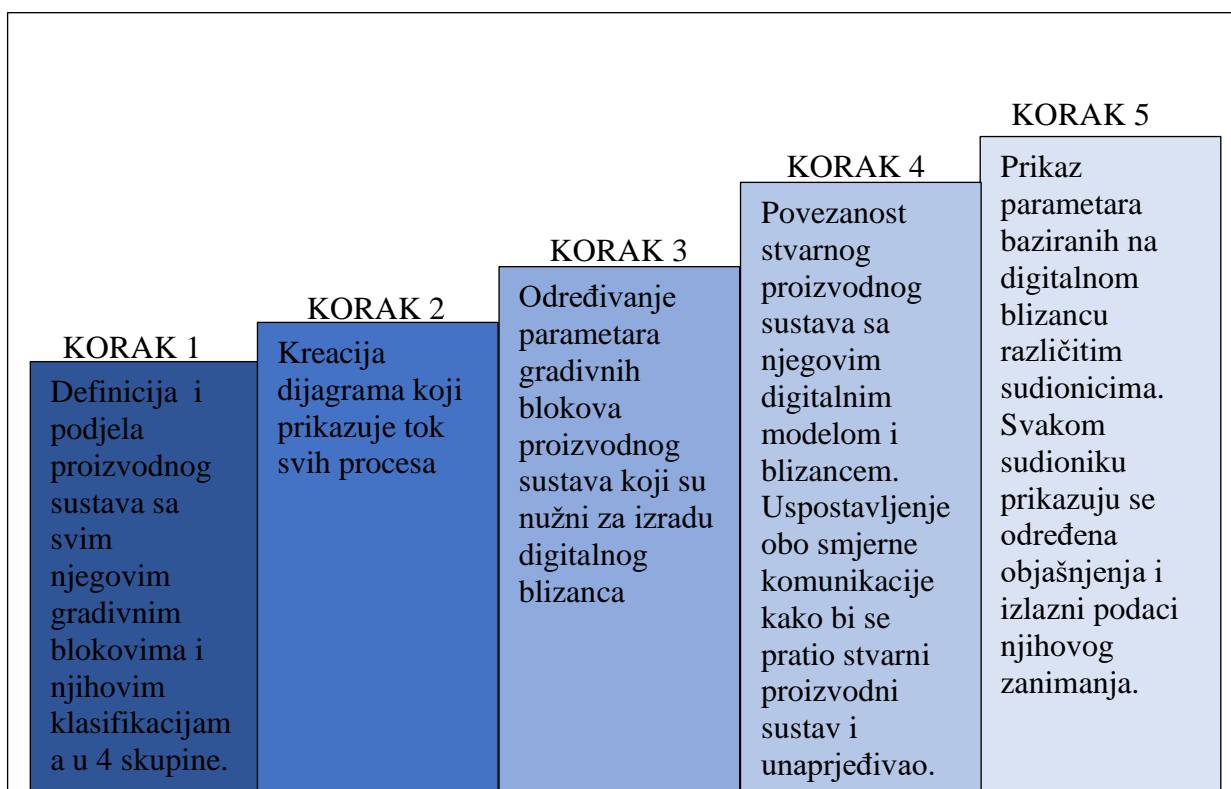 KORAK 1
Definicija  i
podjela
proizvodnog
sustava sa
svim
njegovim
gradivnim
blokovima i
njihovim
klasifikacijam
a u 4 skupine.
KORAK 2
Kreacija
dijagrama koji
prikazuje tok
svih procesa
KORAK 3
Određivanje
parametara
gradivnih
blokova
proizvodnog
sustava koji su
nužni za izradu
digitalnog
blizanca
KORAK 4
Povezanost
stvarnog
proizvodnog
sustava sa
njegovim
digitalnim
modelom i
blizancem.
Uspostavljenje
obo smjerne
komunikacije
kako bi se
pratio stvarni
proizvodni
sustav i
unaprjeđivao.
KORAK 5
Prikaz
parametara
baziranih na
digitalnom
blizancu
različitim
sudionicima.
Svakom
sudioniku
prikazuju se
određena
objašnjenja i
izlazni podaci
njihovog
zanimanja.